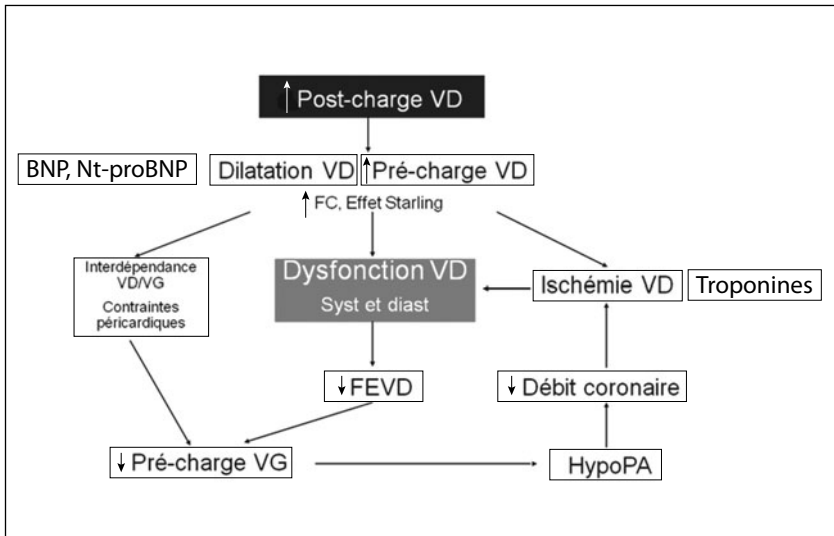 ↑ Post-charge VD
BNP, Nt-proBNP
Dilatation VD
↑ Pré-charge VD
↑ FC, Effet Starling
Interdépendance
VD/VG
Contraintes
péricardiques
Dysfonction VD
Syst et diast
Ischémie VD
Troponines
↓ FEVD
↓ Débit coronaire
↓ Pré-charge VG
HypoPA